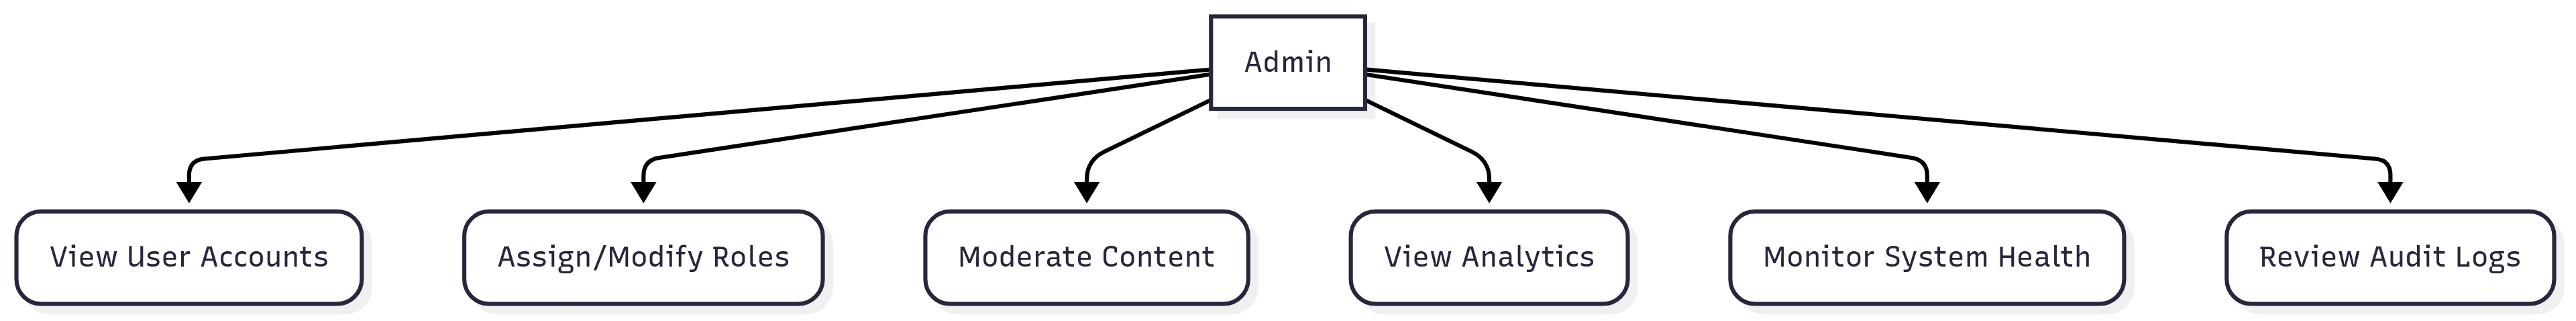 Admin
View User Accounts
Assign/Modify Roles
Moderate Content
View Analytics
Monitor System Health
Review Audit Logs